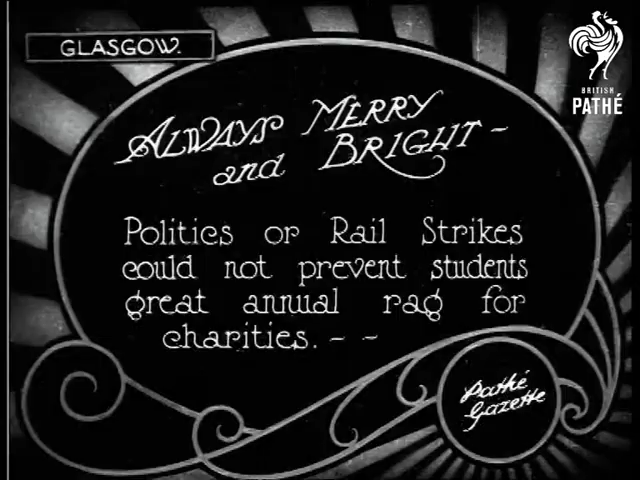 GLASGOW.
BRITISH
PATHÉ
ALWAYS MERRY
and BRIGHT –
Politics or Rail Strikes
could not prevent students
great annual rag for
charities. – –
Pathé
Gazette